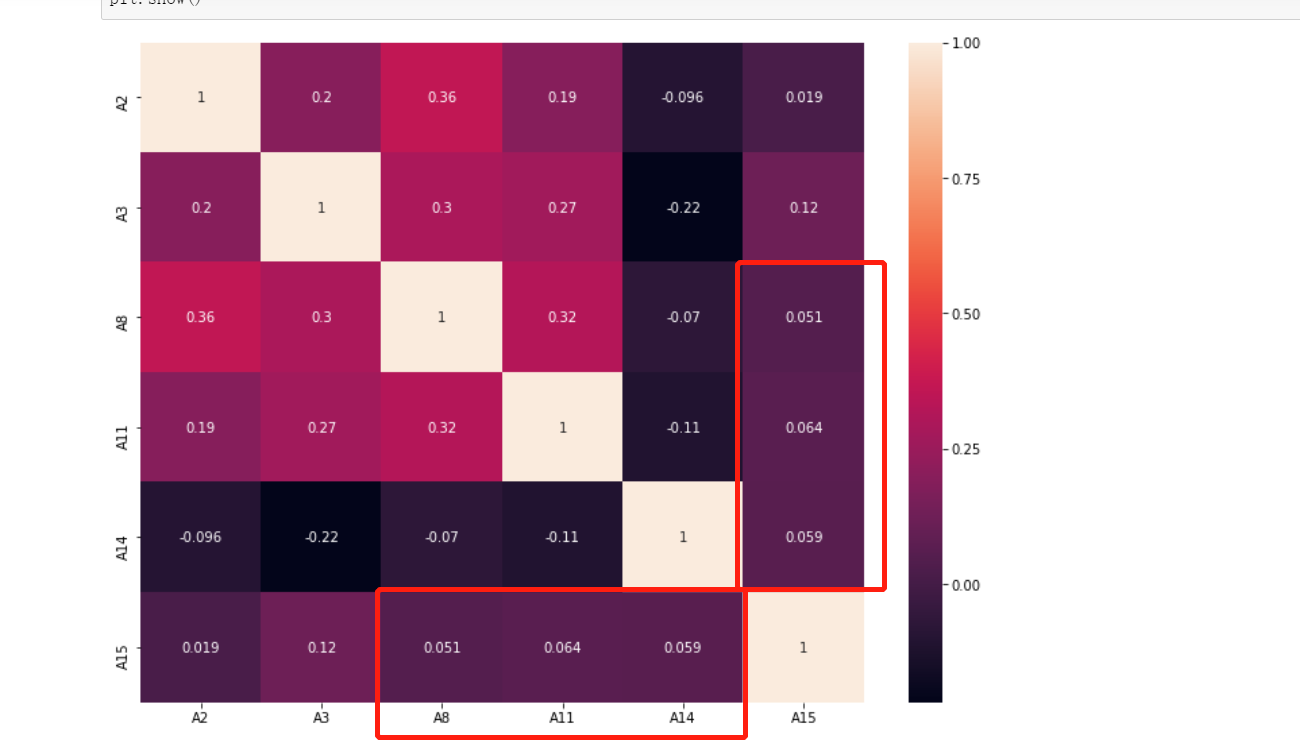 plt.show()
1.00
A2 1 0.2 0.36 0.19 -0.096 0.019
0.75
A3 0.2 1 0.3 0.27 -0.22 0.12
A8 0.36 0.3 1 0.32 -0.07 0.051
0.50
A11 0.19 0.27 0.32 1 -0.11 0.064
0.25
A14 -0.096 -0.22 -0.07 -0.11 1 0.059
0.00
A15 0.019 0.12 0.051 0.064 0.059 1
A2 A3 A8 A11 A14 A15